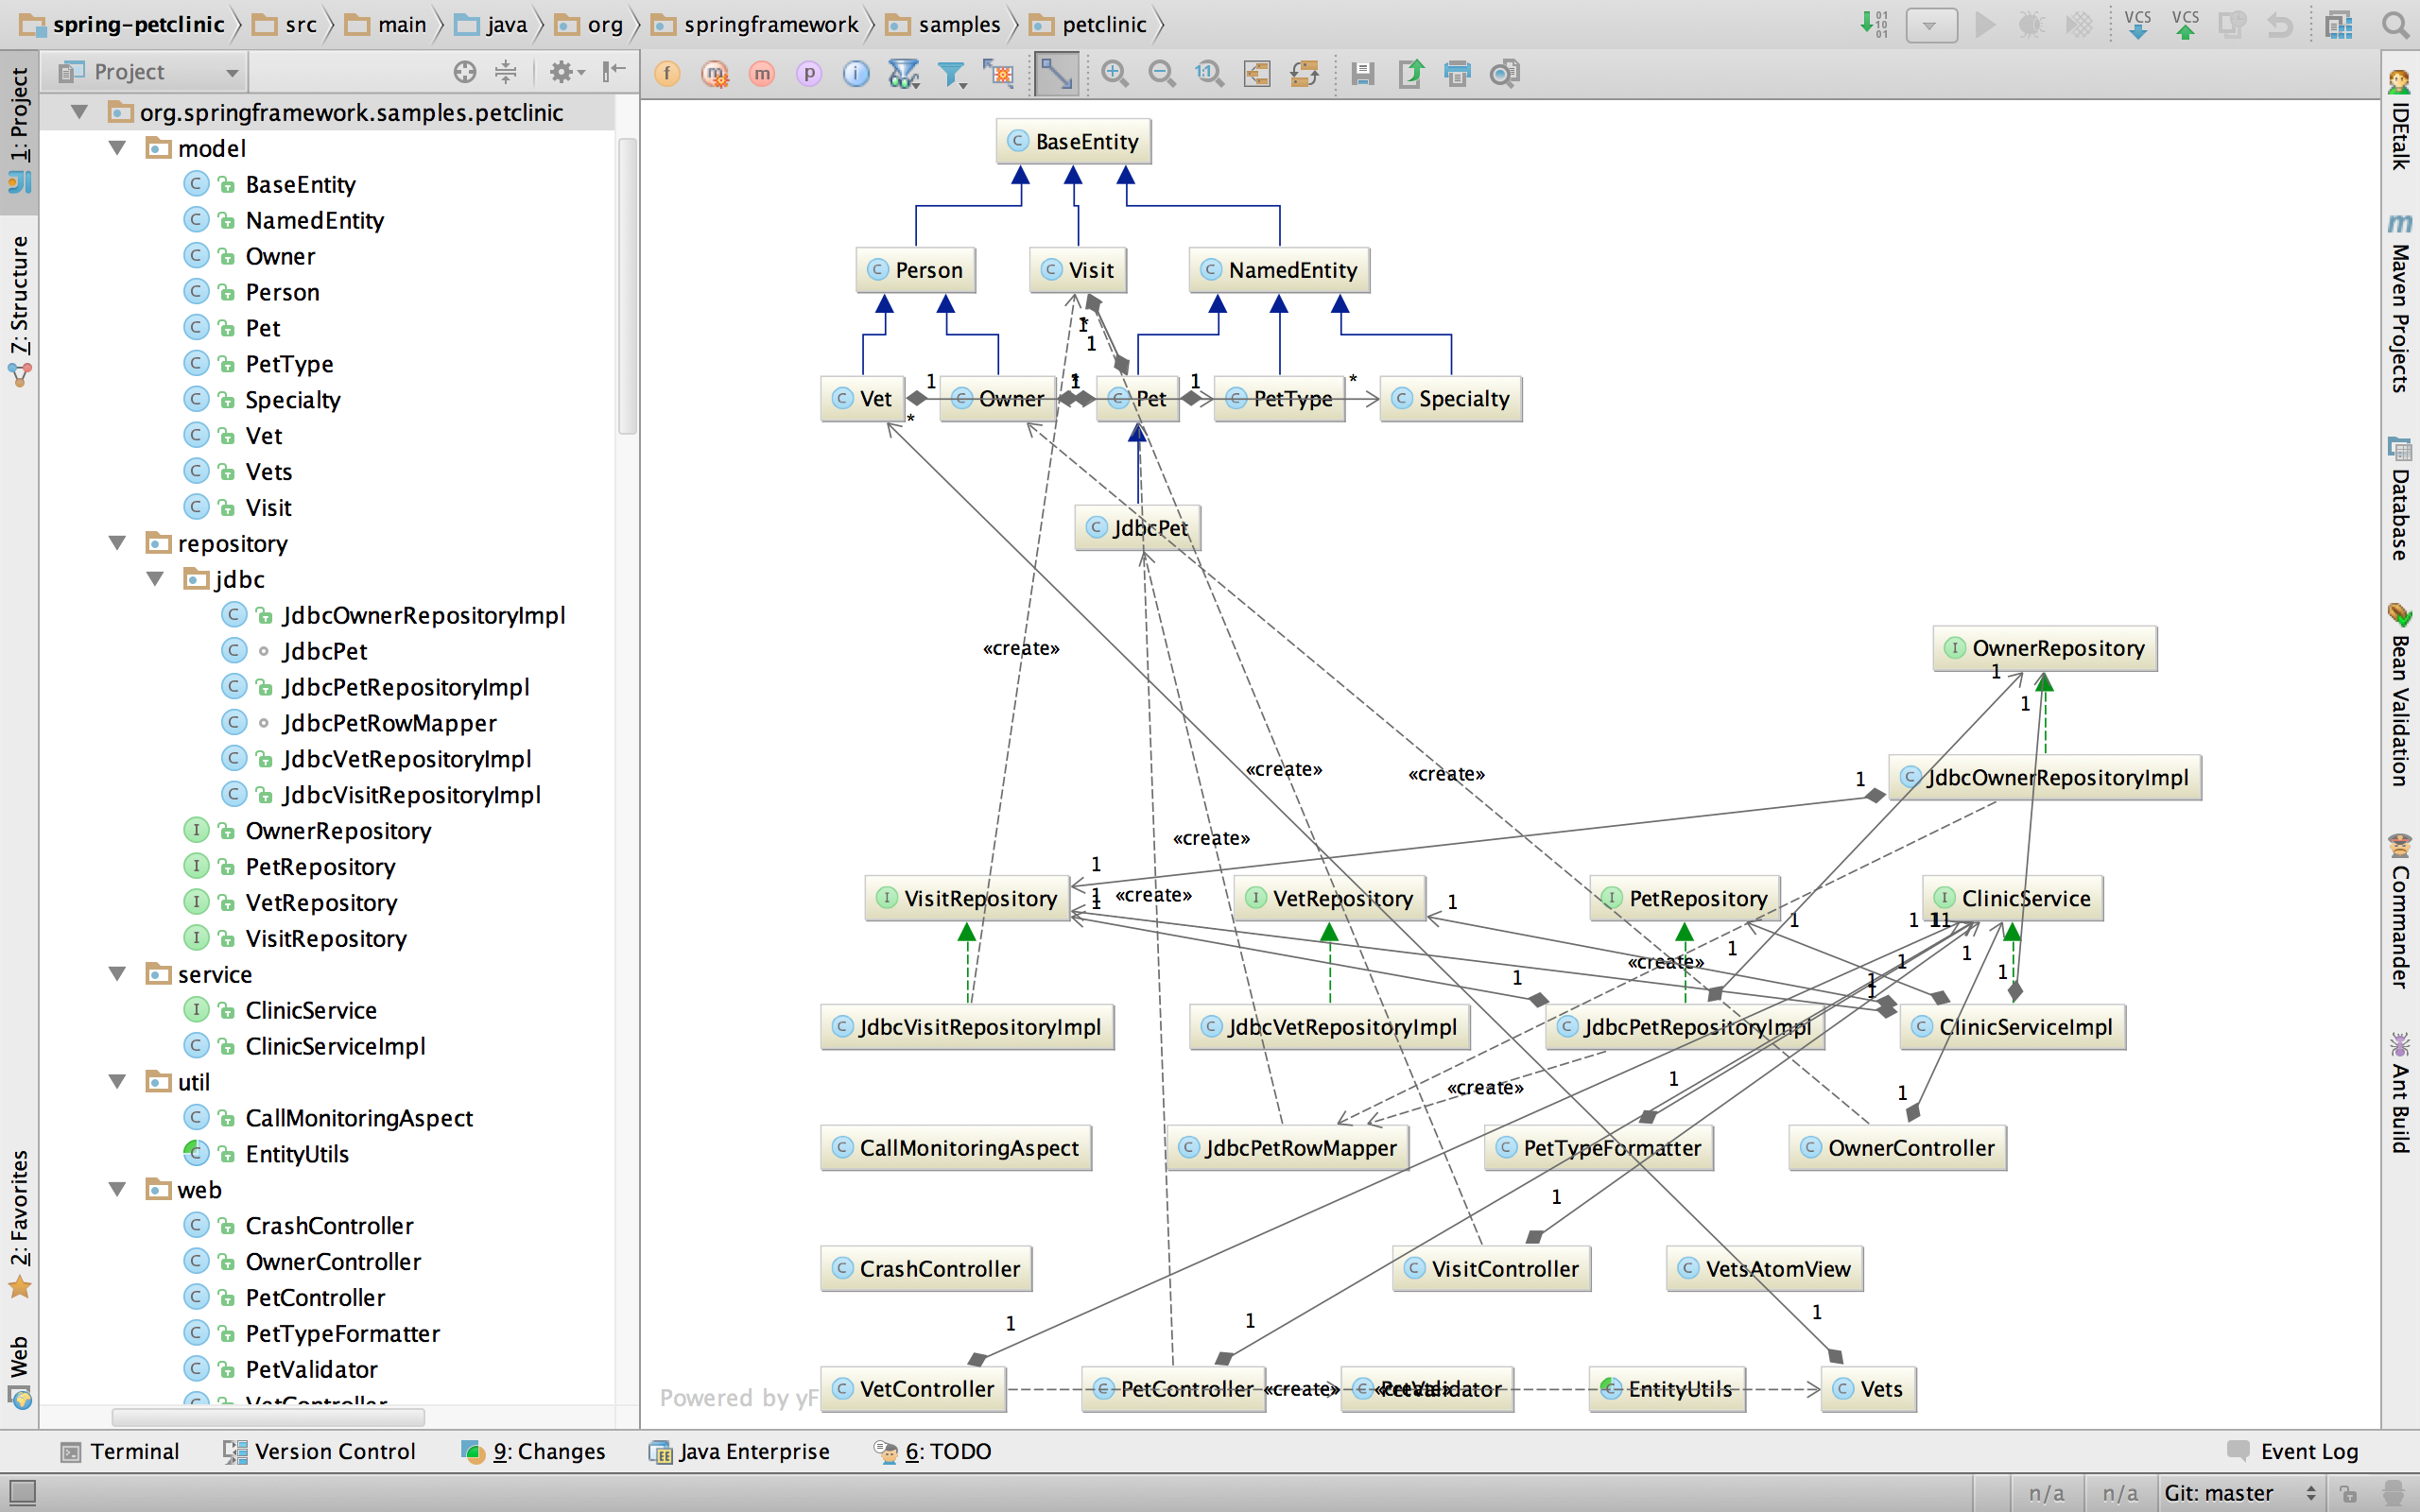 spring-petclinic src main java org springframework samples petclinic
VCS VCS
Project
f m m p i 1:1
1: Project
7: Structure
2: Favorites
Web
org.springframework.samples.petclinic
model
BaseEntity
NamedEntity
Owner
Person
Pet
PetType
Specialty
Vet
Vets
Visit
repository
jdbc
JdbcOwnerRepositoryImpl
JdbcPet
JdbcPetRepositoryImpl
JdbcPetRowMapper
JdbcVetRepositoryImpl
JdbcVisitRepositoryImpl
OwnerRepository
PetRepository
VetRepository
VisitRepository
service
ClinicService
ClinicServiceImpl
util
CallMonitoringAspect
EntityUtils
web
CrashController
OwnerController
PetController
PetTypeFormatter
PetValidator
VetController
BaseEntity
Person Visit NamedEntity
1
1
1 1 1 *
Vet Owner Pet PetType Specialty
*
JdbcPet
«create»
OwnerRepository
1
1
«create» «create»
JdbcOwnerRepositoryImpl
1
«create»
1
«create»
1
VisitRepository VetRepository PetRepository ClinicService
1
1 1 11
1 1 1
«create»
1 1 1
1
JdbcVisitRepositoryImpl JdbcVetRepositoryImpl JdbcPetRepositoryImpl ClinicServiceImpl
1
«create» 1
CallMonitoringAspect JdbcPetRowMapper PetTypeFormatter OwnerController
1
CrashController VisitController VetsAtomView
1 1 1
Powered by yF
VetController PetController «create» «create» PetValidator EntityUtils Vets
IDEtalk
Maven Projects
Database
Bean Validation
Commander
Ant Build
Terminal Version Control 9: Changes Java Enterprise 6: TODO Event Log
n/a n/a Git: master